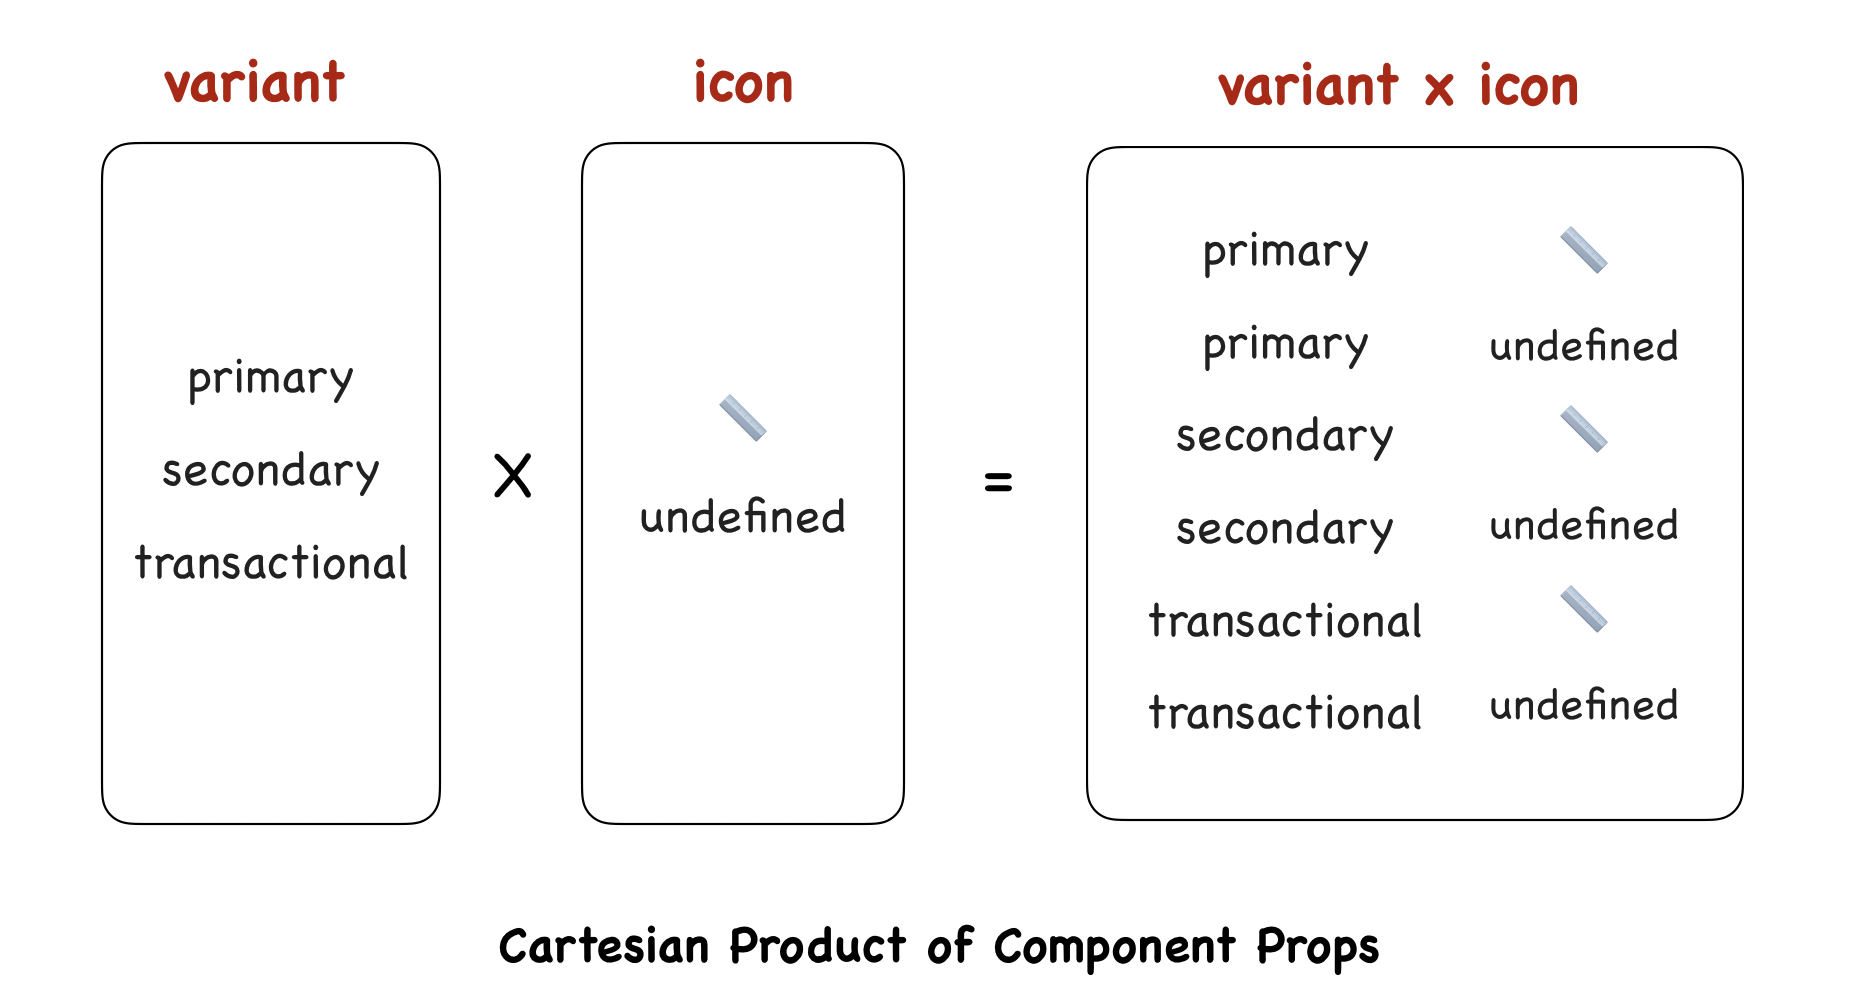 variant
primary
secondary
transactional
X
icon
undefined
=
variant x icon
primary
primary undefined
secondary
secondary undefined
transactional
transactional undefined
Cartesian Product of Component Props